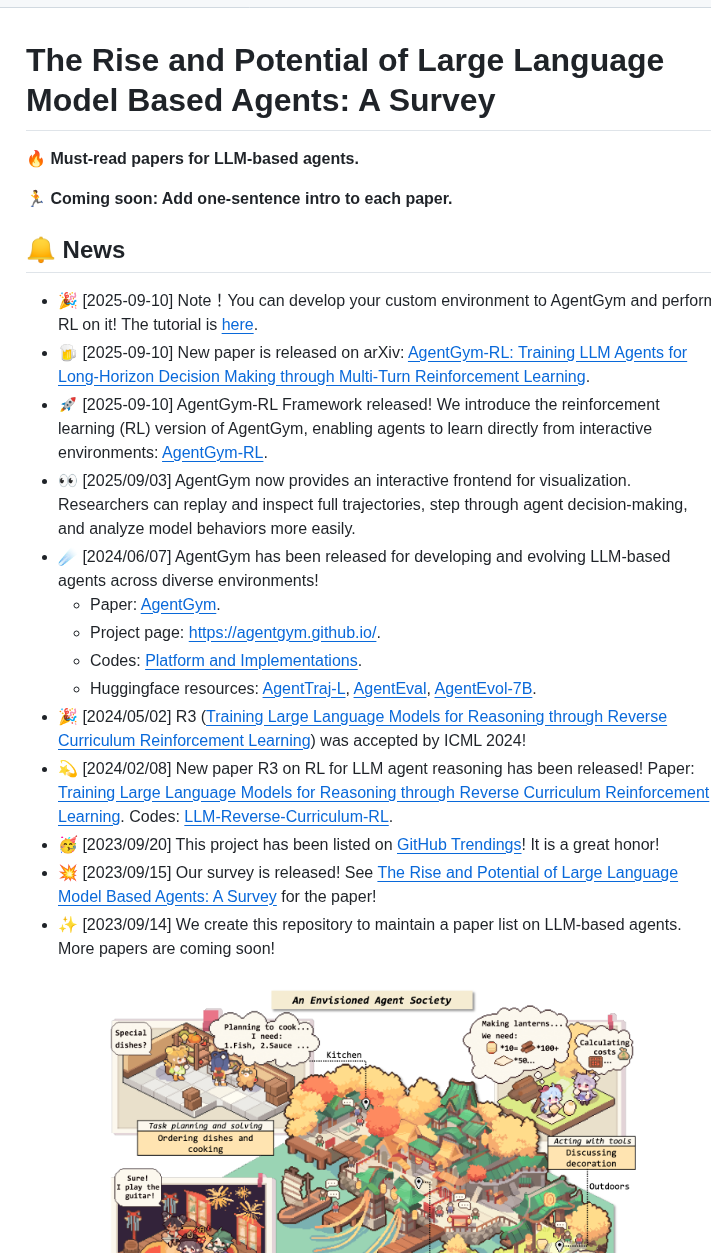 The Rise and Potential of Large Language
Model Based Agents: A Survey
🔥 Must-read papers for LLM-based agents.
🏃 Coming soon: Add one-sentence intro to each paper.
🔔 News
🎉 [2025-09-10] Note！You can develop your custom environment to AgentGym and perform
RL on it! The tutorial is here.
🍺 [2025-09-10] New paper is released on arXiv: AgentGym-RL: Training LLM Agents for
Long-Horizon Decision Making through Multi-Turn Reinforcement Learning.
🚀 [2025-09-10] AgentGym-RL Framework released! We introduce the reinforcement
learning (RL) version of AgentGym, enabling agents to learn directly from interactive
environments: AgentGym-RL.
👀 [2025/09/03] AgentGym now provides an interactive frontend for visualization.
Researchers can replay and inspect full trajectories, step through agent decision-making,
and analyze model behaviors more easily.
☄️ [2024/06/07] AgentGym has been released for developing and evolving LLM-based
agents across diverse environments!
Paper: AgentGym.
Project page: https://agentgym.github.io/.
Codes: Platform and Implementations.
Huggingface resources: AgentTraj-L, AgentEval, AgentEvol-7B.
🎉 [2024/05/02] R3 (Training Large Language Models for Reasoning through Reverse
Curriculum Reinforcement Learning) was accepted by ICML 2024!
💫 [2024/02/08] New paper R3 on RL for LLM agent reasoning has been released! Paper:
Training Large Language Models for Reasoning through Reverse Curriculum Reinforcement
Learning. Codes: LLM-Reverse-Curriculum-RL.
🥳 [2023/09/20] This project has been listed on GitHub Trendings! It is a great honor!
💥 [2023/09/15] Our survey is released! See The Rise and Potential of Large Language
Model Based Agents: A Survey for the paper!
✨ [2023/09/14] We create this repository to maintain a paper list on LLM-based agents.
More papers are coming soon!
An Envisioned Agent Society
Special
dishes?
Planning to cook...
I need:
1.Fish, 2.Sauce ...
Kitchen
Making lanterns...
We need:
*10= *100+
*50..
Calculating
costs
...
Task planning and solving
Ordering dishes and
cooking
Acting with tools
Discussing
decoration
Outdoors
Sure!
I play the
guitar!